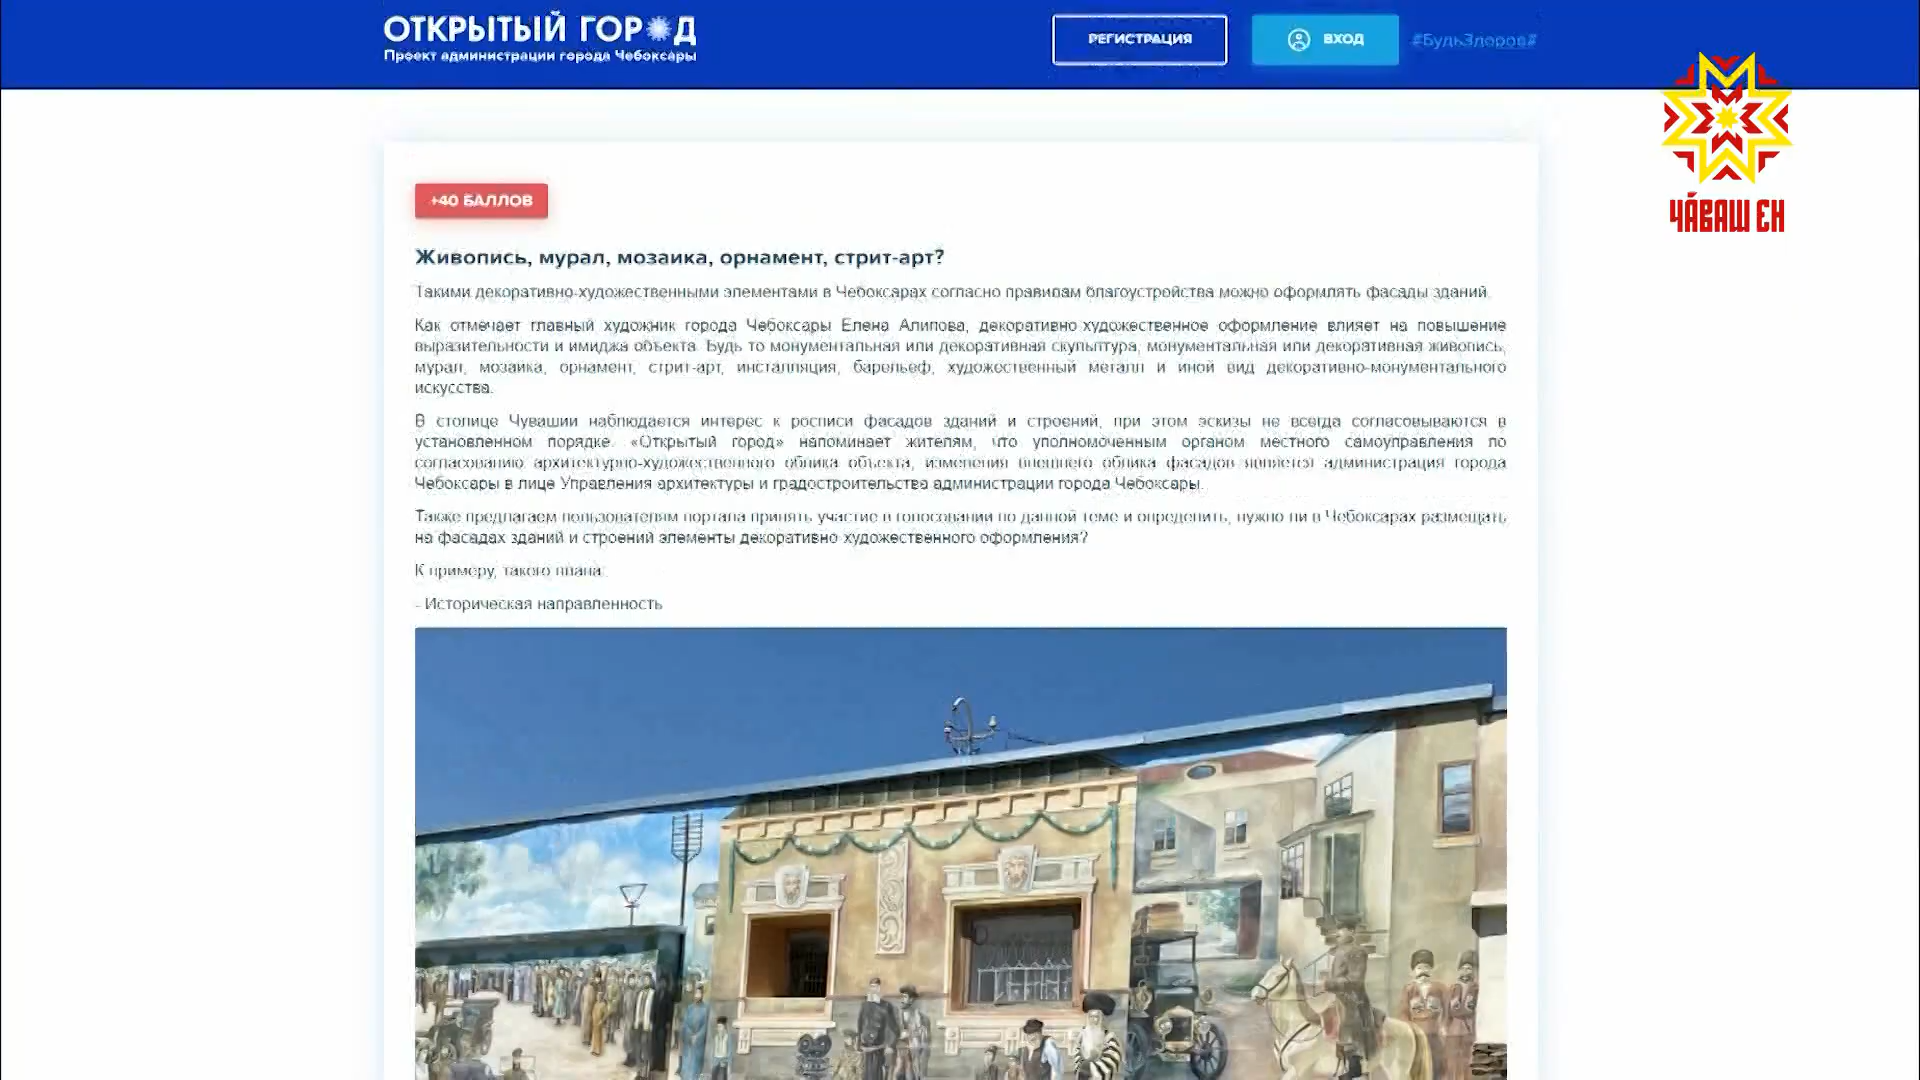 ОТКРЫТЫЙ ГОРОД
Проект администрации города Чебоксары
РЕГИСТРАЦИЯ
ВХОД
#БудьЗдоров#
ЧӐВАШ ЕН
+40 БАЛЛОВ
Живопись, мурал, мозаика, орнамент, стрит-арт?
Такими декоративно-художественными элементами в Чебоксарах согласно правилам благоустройства можно оформлять фасады зданий.
Как отмечает главный художник города Чебоксары Елена Алипова, декоративно-художественное оформление влияет на повышение
выразительности и имиджа объекта. Будь то монументальная или декоративная скульптура, монументальная или декоративная живопись,
мурал, мозаика, орнамент, стрит-арт, инсталляция, барельеф, художественный металл и иной вид декоративно-монументального
искусства.
В столице Чувашии наблюдается интерес к росписи фасадов зданий и строений, при этом эскизы не всегда согласовываются в
установленном порядке. «Открытый город» напоминает жителям, что уполномоченным органом местного самоуправления по
согласованию архитектурно-художественного облика объекта, изменения внешнего облика фасадов является администрация города
Чебоксары в лице Управления архитектуры и градостроительства администрации города Чебоксары.
Также предлагаем пользователям портала принять участие в голосовании по данной теме и определить, нужно ли в Чебоксарах размещать
на фасадах зданий и строений элементы декоративно-художественного оформления?
К примеру, такого плана:
- Историческая направленность